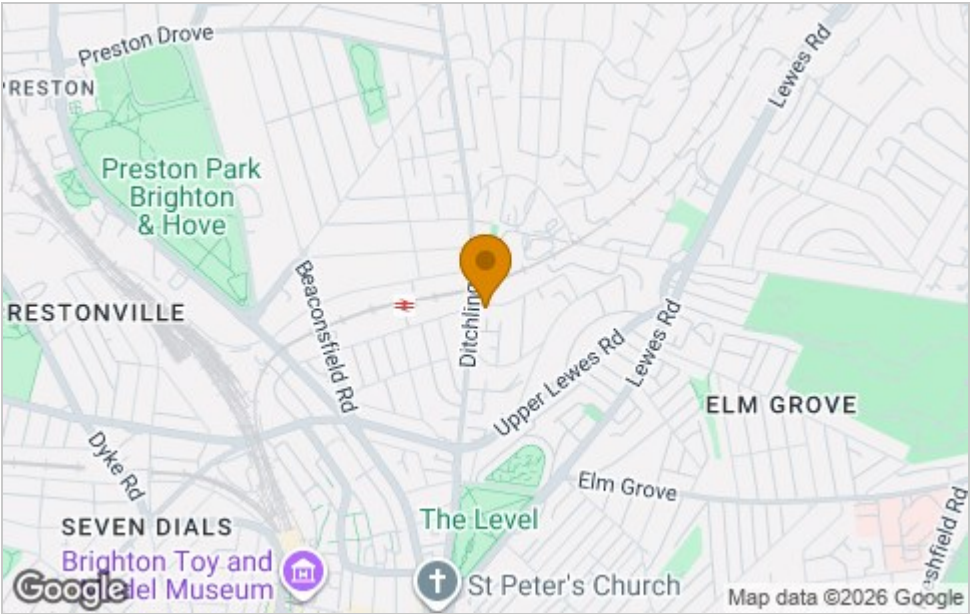 Preston Drove
PRESTON
Lewes Rd
Preston Park
Brighton
& Hove
Beaconsfield Rd
RESTONVILLE
Ditchling
Lewes Rd
Upper Lewes Rd
ELM GROVE
Dyke Rd
Elm Grove
SEVEN DIALS
The Level
Brighton Toy and
del Museum
St Peter's Church
shfield Rd
Google
Map data ©2026 Google